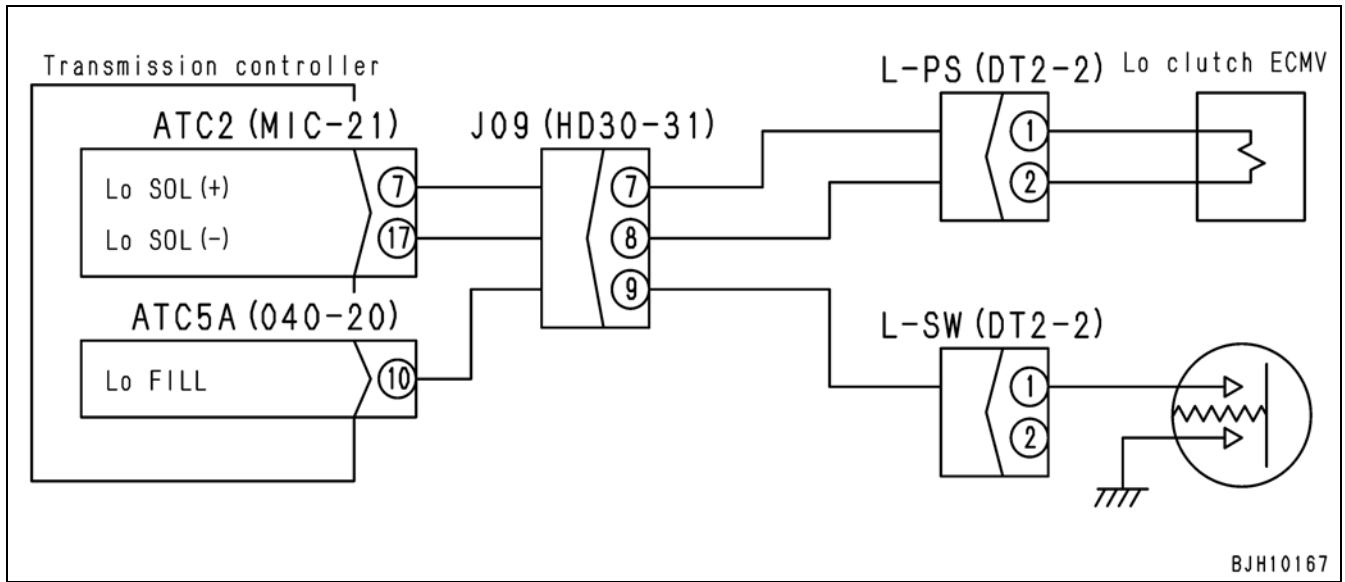 Transmission controller
ATC2 (MIC-21)
Lo SOL (+)
7
Lo SOL (-)
17
ATC5A (040-20)
Lo FILL
10
J09 (HD30-31)
7
8
9
L-PS (DT2-2)
1
2
Lo clutch ECMV
L-SW (DT2-2)
1
2
BJH10167